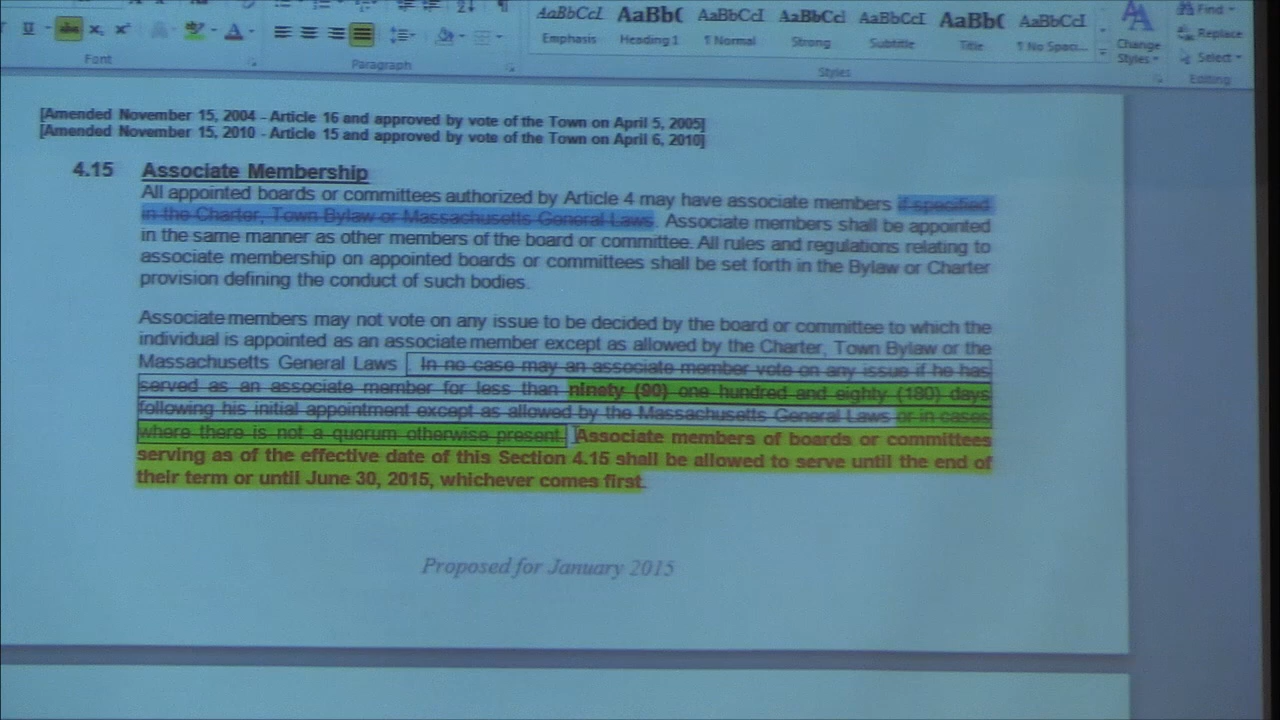 AaBbCcI AaBb( AaBbCcI AaBbCcI AaBbCcI AaBb( AaBbCcI
Emphasis Heading 1 ¶ Normal Strong Subtitle Title ¶ No Spaci...
Change Styles
Find
Replace
Select
Font Paragraph Styles Editing
[Amended November 15, 2004 - Article 16 and approved by vote of the Town on April 5, 2005]
[Amended November 15, 2010 - Article 15 and approved by vote of the Town on April 6, 2010]
4.15 Associate Membership
All appointed boards or committees authorized by Article 4 may have associate members if specified
in the Charter, Town Bylaw or Massachusetts General Laws. Associate members shall be appointed
in the same manner as other members of the board or committee. All rules and regulations relating to
associate membership on appointed boards or committees shall be set forth in the Bylaw or Charter
provision defining the conduct of such bodies.
Associate members may not vote on any issue to be decided by the board or committee to which the
individual is appointed as an associate member except as allowed by the Charter, Town Bylaw or the
Massachusetts General Laws. In no case may an associate member vote on any issue if he has
served as an associate member for less than ninety (90) one hundred and eighty (180) days
following his initial appointment except as allowed by the Massachusetts General Laws or in cases
where there is not a quorum otherwise present. Associate members of boards or committees
serving as of the effective date of this Section 4.15 shall be allowed to serve until the end of
their term or until June 30, 2015, whichever comes first.
Proposed for January 2015